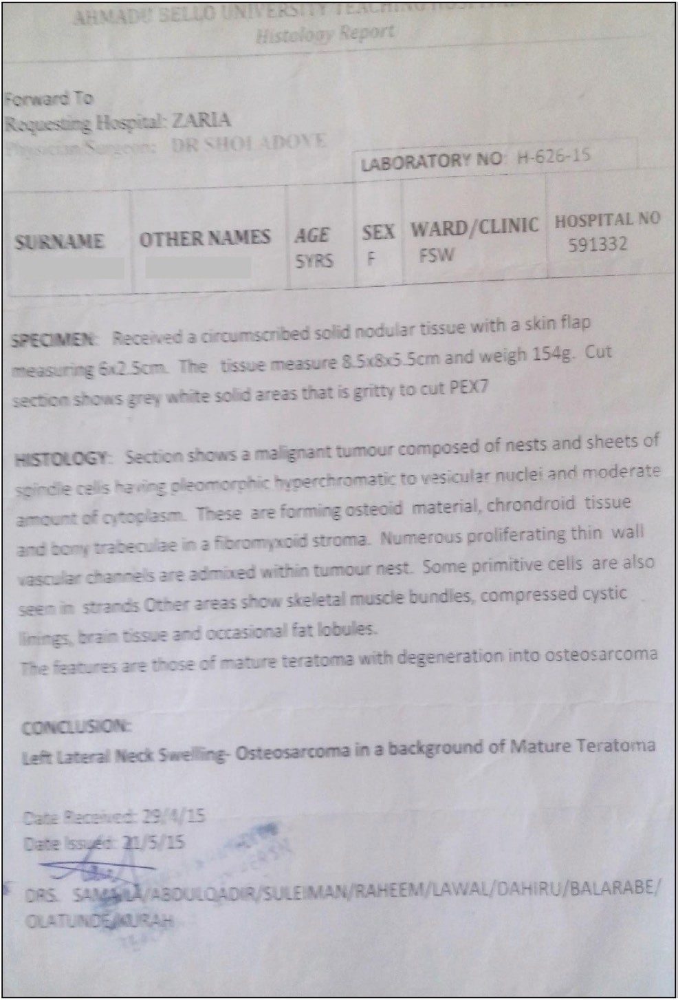 AHMADU BELLO UNIVERSITY TEACHING HOSPITAL
Histology Report
Forward To
Requesting Hospital: ZARIA
Physician/Surgeon: DR SHOLADOYE
LABORATORY NO: H-626-15
SURNAME OTHER NAMES AGE SEX WARD/CLINIC HOSPITAL NO
5YRS F FSW 591332
SPECIMEN: Received a circumscribed solid nodular tissue with a skin flap
measuring 6x2.5cm. The tissue measure 8.5x8x5.5cm and weigh 154g. Cut
section shows grey white solid areas that is gritty to cut PEX7
HISTOLOGY: Section shows a malignant tumour composed of nests and sheets of
spindle cells having pleomorphic hyperchromatic to vesicular nuclei and moderate
amount of cytoplasm. These are forming osteoid material, chrondroid tissue
and bony trabeculae in a fibromyxoid stroma. Numerous proliferating thin wall
vascular channels are admixed within tumour nest. Some primitive cells are also
seen in strands Other areas show skeletal muscle bundles, compressed cystic
linings, brain tissue and occasional fat lobules.
The features are those of mature teratoma with degeneration into osteosarcoma
CONCLUSION:
Left Lateral Neck Swelling- Osteosarcoma in a background of Mature Teratoma
Date Received: 29/4/15
Date Issued: 21/5/15
DRS. SAMAILA/ABDULQADIR/SULEIMAN/RAHEEM/LAWAL/DAHIRU/BALARABE/
OLATUNDE/KURAH